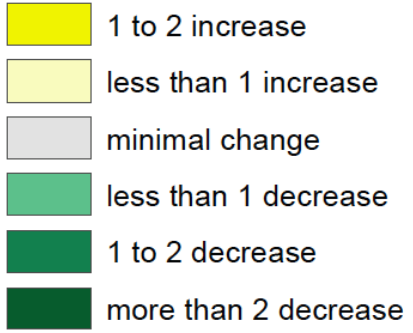 1 to 2 increase
less than 1 increase
minimal change
less than 1 decrease
1 to 2 decrease
more than 2 decrease